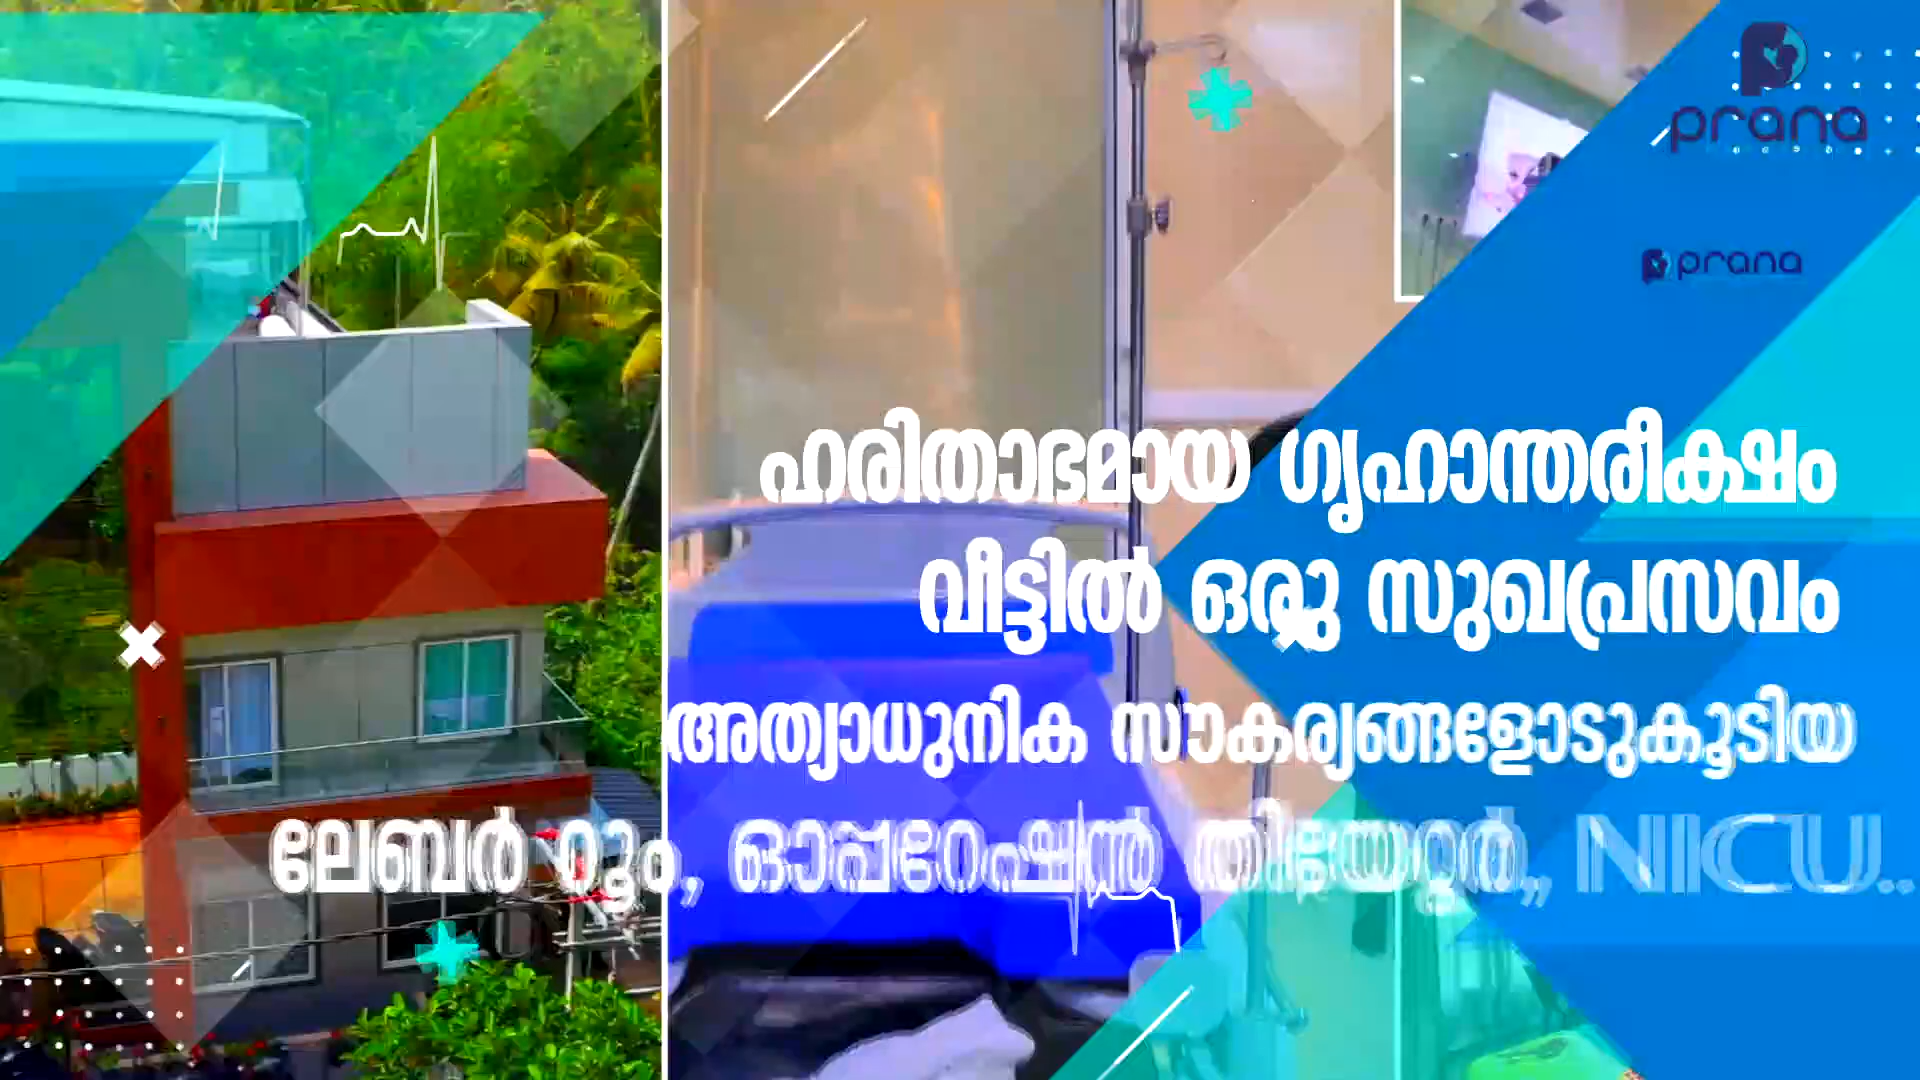 prana
prana
ഹരിതാഭമായ ഗൃഹാന്തരീക്ഷം
വീട്ടിൽ ഒരു സുഖപ്രസവം
അത്യാധുനിക സൗകര്യങ്ങളോടുകൂടിയ
ലേബർ റൂം, ഓപ്പറേഷൻ തിയേറ്റർ,, NICU..